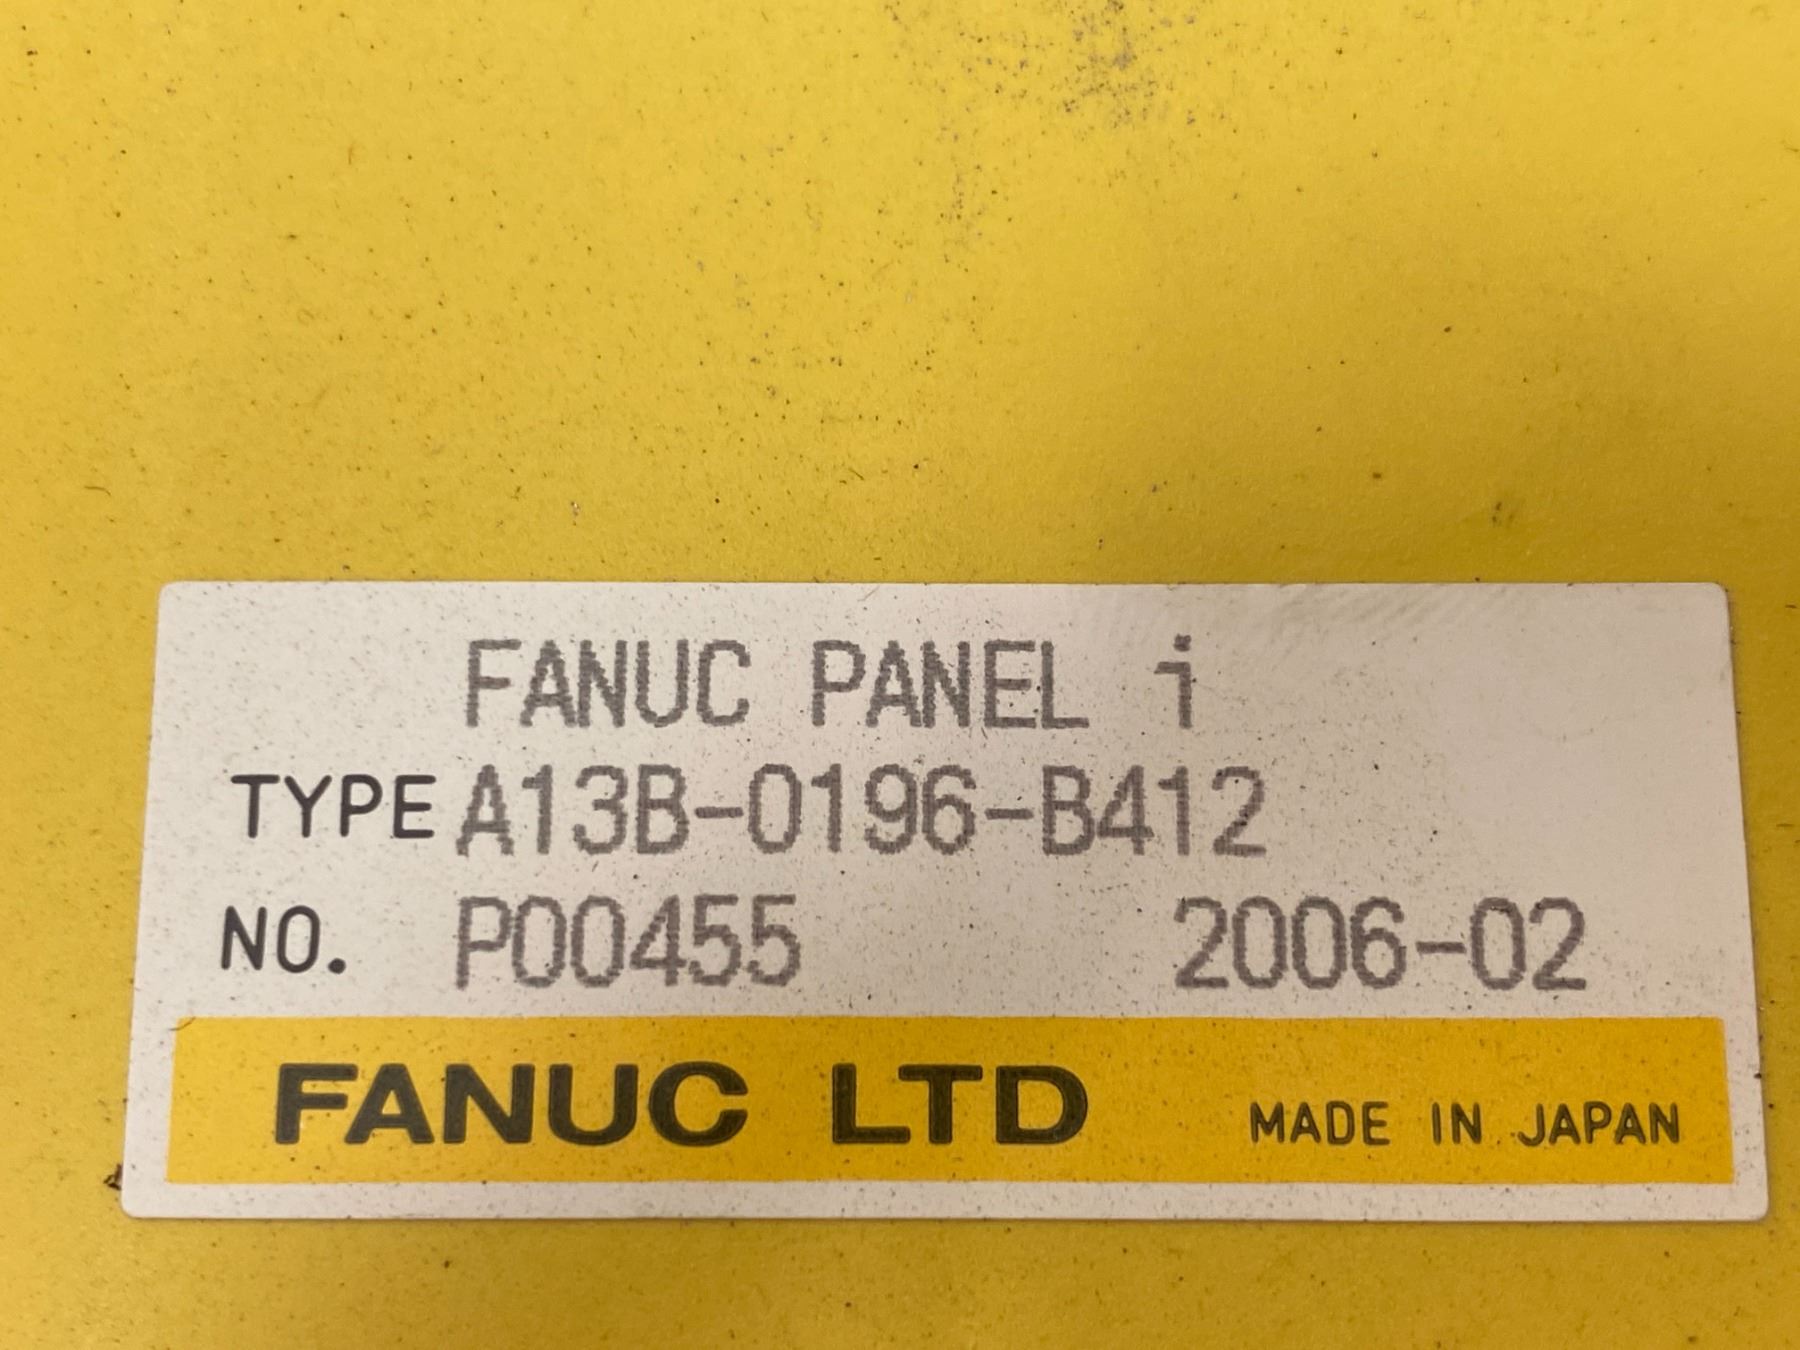 FANUC PANEL i
TYPE A13B-0196-B412
NO. P00455 2006-02
FANUC LTD MADE IN JAPAN